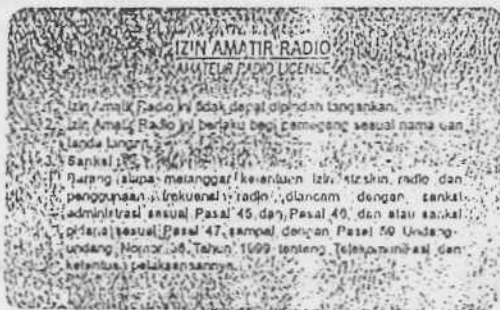 IZIN AMATIR RADIO
AMATEUR RADIO LICENSE
1. Izin Amatir Radio ini tidak dapat dipindah tangankan.
2. Izin Amatir Radio ini berlaku bagi pemegang sesuai nama dan
tanda tangan.
3. Sanksi :
Barang siapa melanggar ketentuan izin stasiun radio dan
penggunaan frekuensi radio diancam dengan sanksi
administrasi sesuai Pasal 45 dan Pasal 46, dan atau sanksi
pidana sesuai Pasal 47 sampai dengan Pasal 59 Undang-
undang Nomor 36 Tahun 1999 tentang Telekomunikasi dan
ketentuan pelaksanaannya.